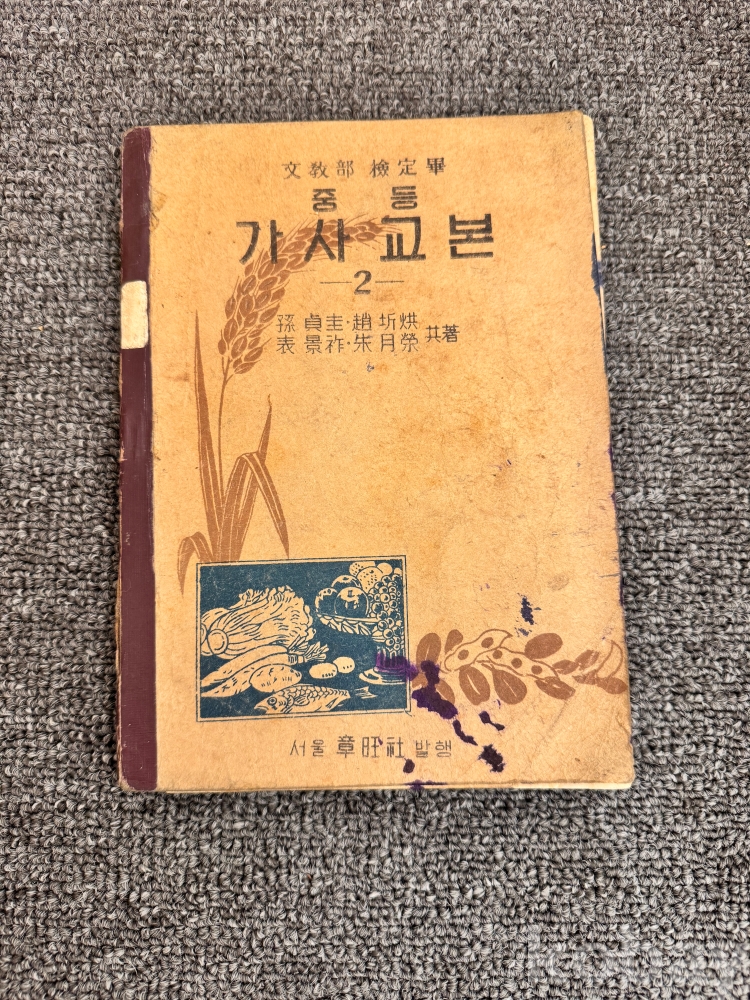 文敎部 檢定畢
중등
가사교본
—2—
孫貞圭·趙圻烘
表景祚·朱月榮 共著
서울 章旺社 발행